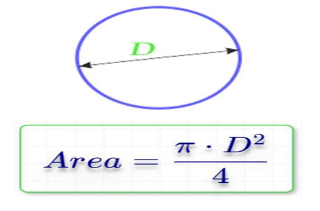 D
Area = π · D² / 4